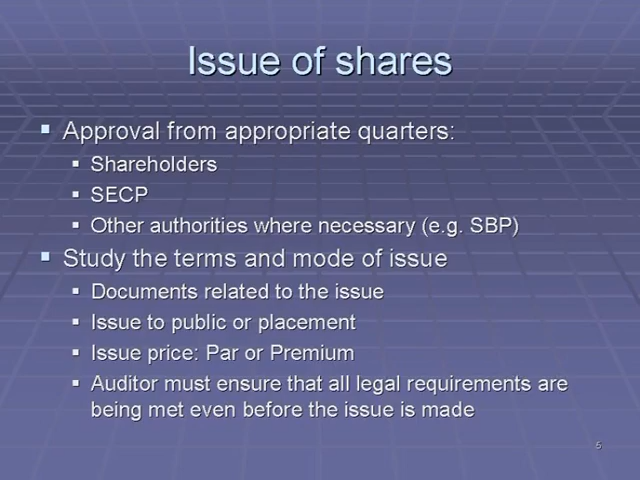 Issue of shares
▪ Approval from appropriate quarters:
▪ Shareholders
▪ SECP
▪ Other authorities where necessary (e.g. SBP)
▪ Study the terms and mode of issue
▪ Documents related to the issue
▪ Issue to public or placement
▪ Issue price: Par or Premium
▪ Auditor must ensure that all legal requirements are
being met even before the issue is made
5